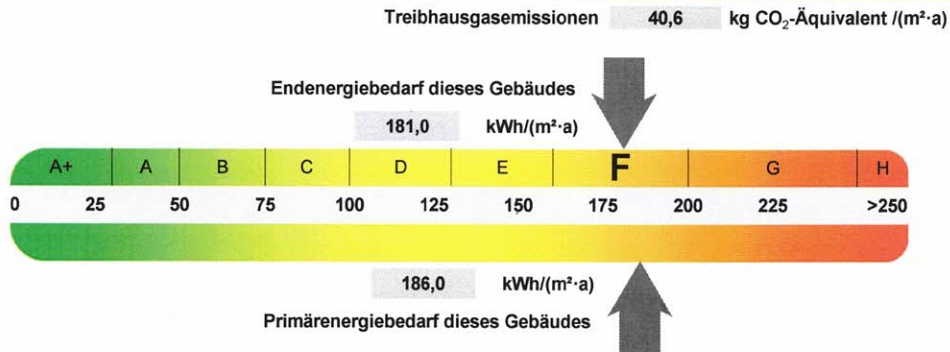 Treibhausgasemissionen 40,6 kg CO₂-Äquivalent /(m²·a)
Endenergiebedarf dieses Gebäudes
181,0 kWh/(m²·a)
A+ A B C D E F G H
0 25 50 75 100 125 150 175 200 225 >250
186,0 kWh/(m²·a)
Primärenergiebedarf dieses Gebäudes